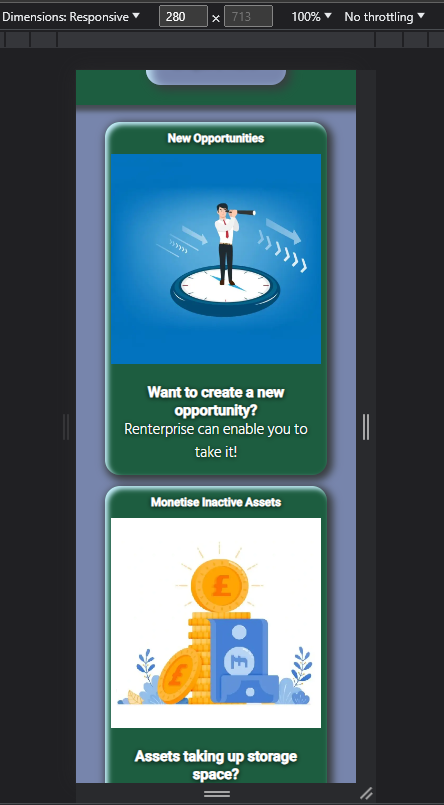 Dimensions: Responsive ▼ 280 × 713 100% ▼ No throttling ▼
New Opportunities
Want to create a new
opportunity?
Renterprise can enable you to
take it!
Monetise Inactive Assets
£
£
Assets taking up storage
space?